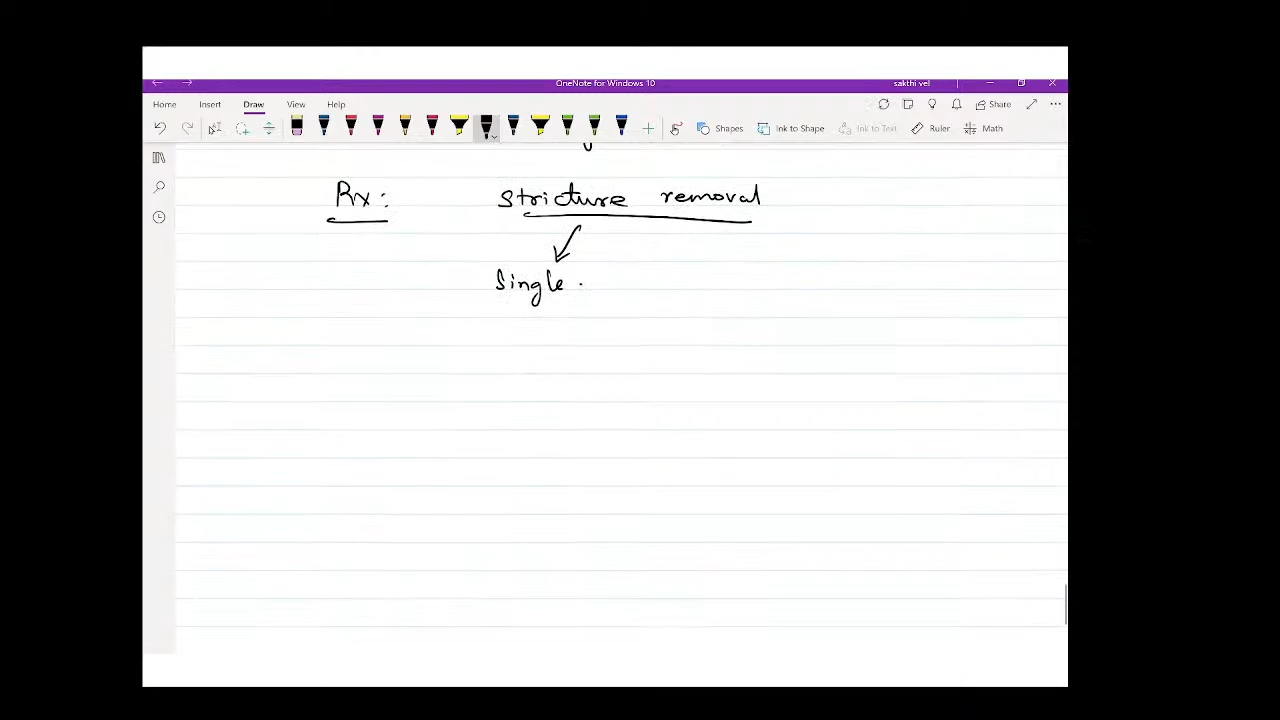 OneNote for Windows 10 sakthi vel
Home Insert Draw View Help Share
Shapes Ink to Shape Ink to Text Ruler Math
Rx: stricture removal
Single